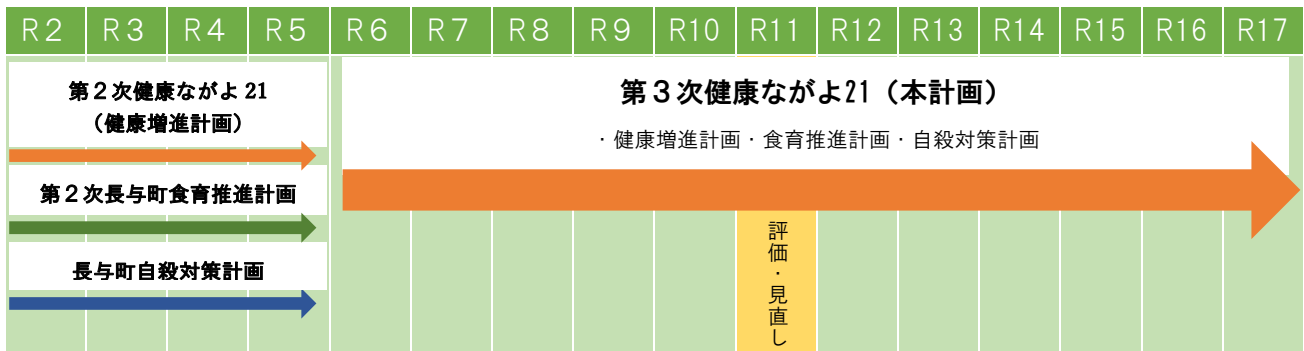 R2 R3 R4 R5 R6 R7 R8 R9 R10 R11 R12 R13 R14 R15 R16 R17
第2次健康ながよ21
(健康増進計画)
第2次長与町食育推進計画
長与町自殺対策計画
第3次健康ながよ21(本計画)
・健康増進計画・食育推進計画・自殺対策計画
評価・見直し